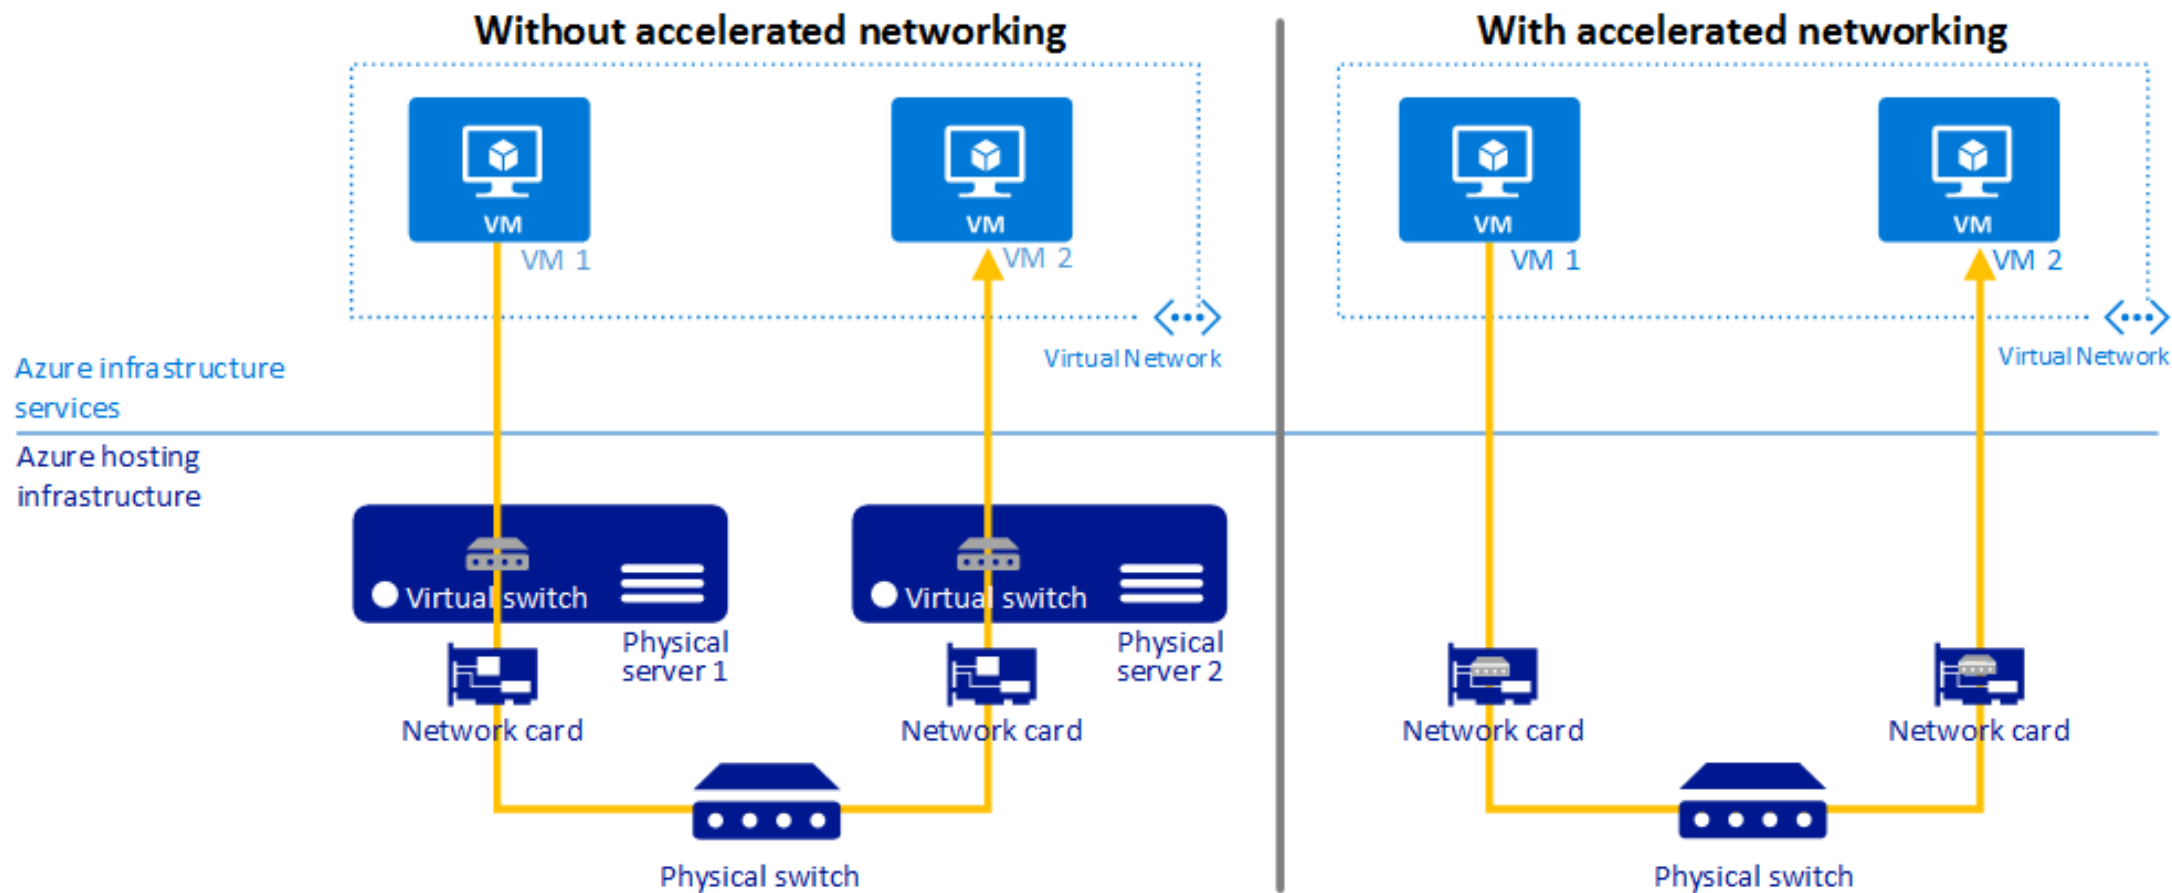 Without accelerated networking
VM
VM 1
VM
VM 2
Virtual Network
With accelerated networking
VM
VM 1
VM
VM 2
Virtual Network
Azure infrastructure
services
Azure hosting
infrastructure
Virtual switch
Physical
server 1
Network card
Virtual switch
Physical
server 2
Network card
Physical switch
Network card
Network card
Physical switch